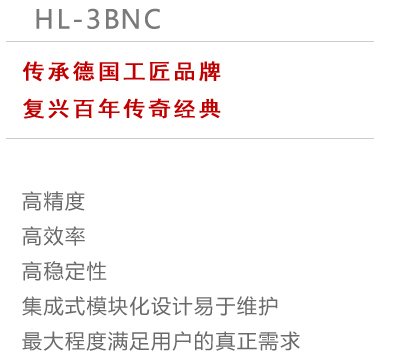 HL-3BNC
传承德国工匠品牌
复兴百年传奇经典
高精度
高效率
高稳定性
集成式模块化设计易于维护
最大程度满足用户的真正需求